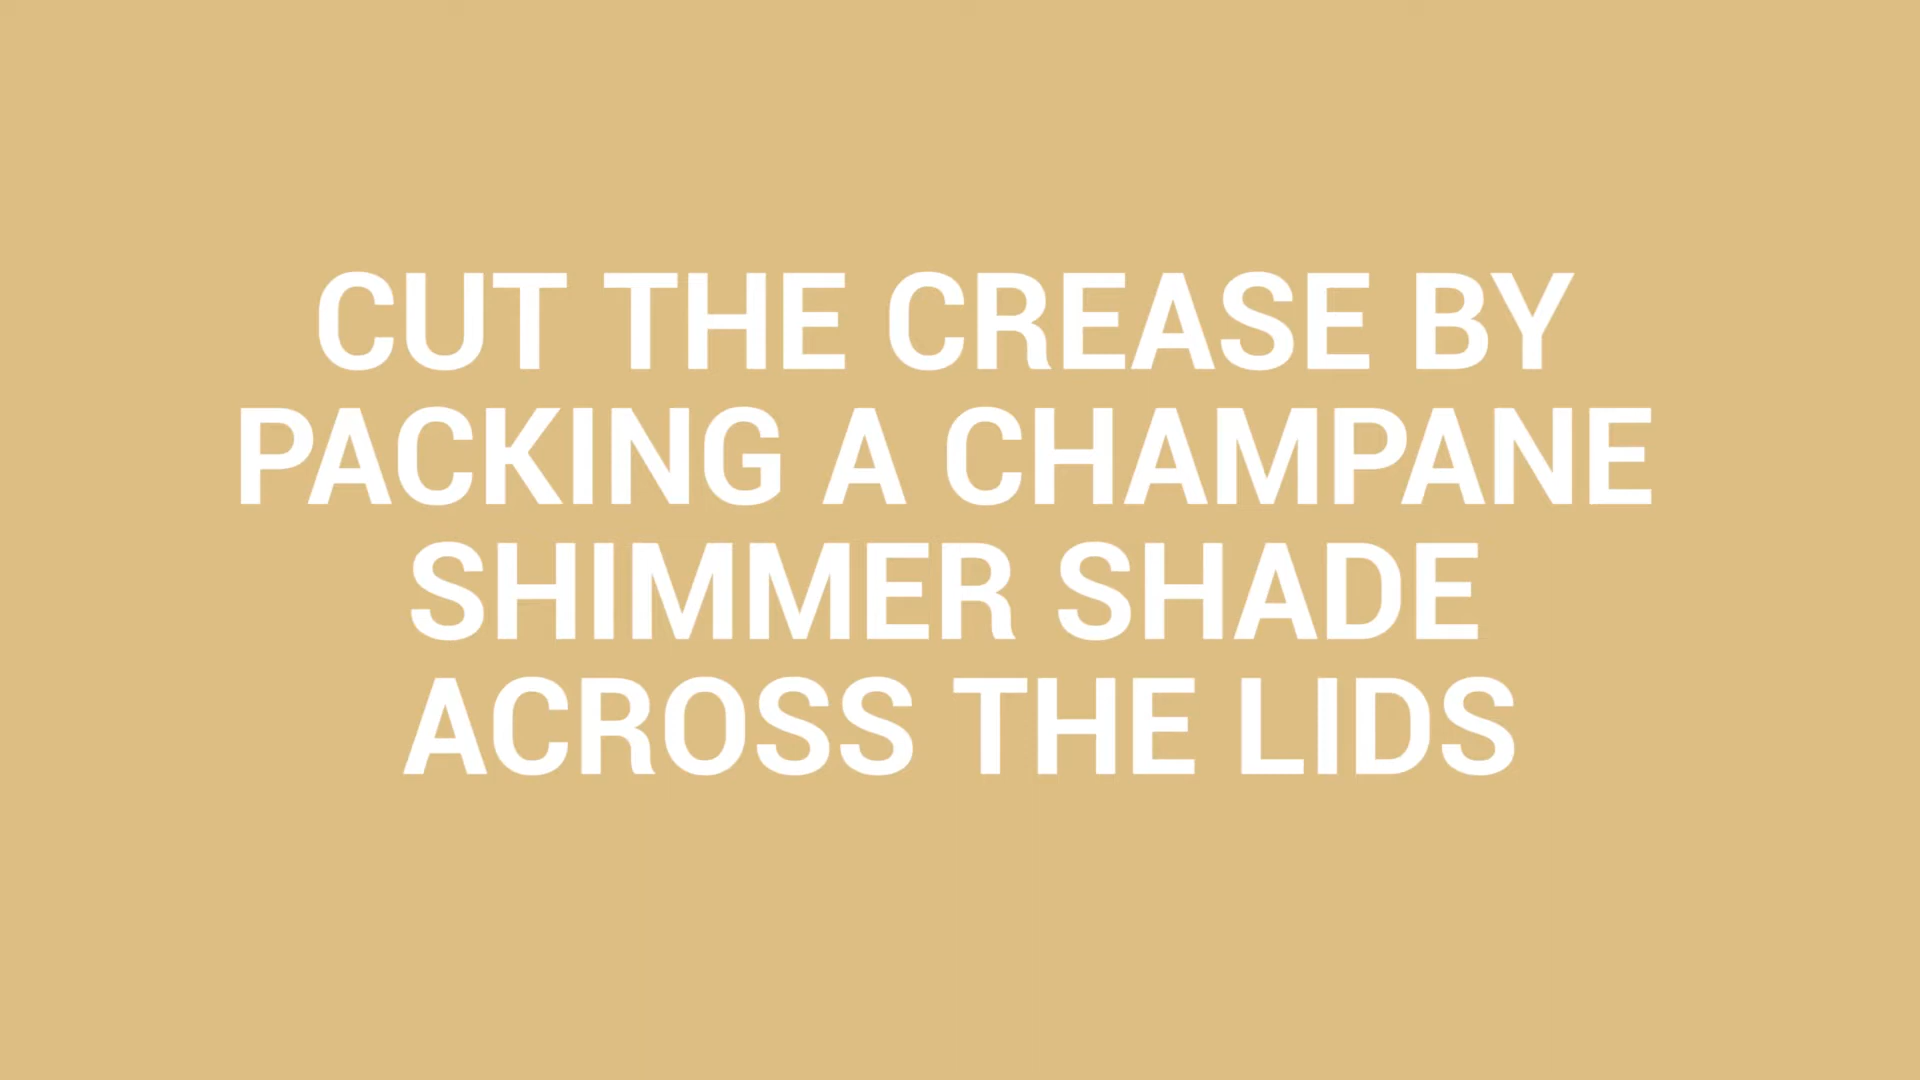 CUT THE CREASE BY
PACKING A CHAMPANE
SHIMMER SHADE
ACROSS THE LIDS